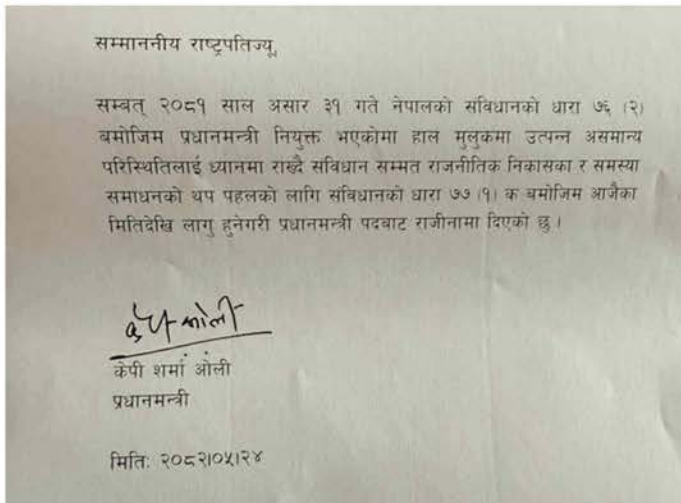 सम्माननीय राष्ट्रपतिज्यू,
सम्बत् २०८१ साल असार ३१ गते नेपालको संविधानको धारा ७६ (२)
बमोजिम प्रधानमन्त्री नियुक्त भएकोमा हाल मुलुकमा उत्पन्न असमान्य
परिस्थितिलाई ध्यानमा राख्दै संविधान सम्मत राजनीतिक निकासका र समस्या
समाधनको थप पहलको लागि संविधानको धारा ७७ (१) क बमोजिम आजैका
मितिदेखि लागु हुनेगरी प्रधानमन्त्री पदबाट राजीनामा दिएको छु ।
के पी ओली
केपी शर्मा ओली
प्रधानमन्त्री
मितिः २०८२।०५।२४